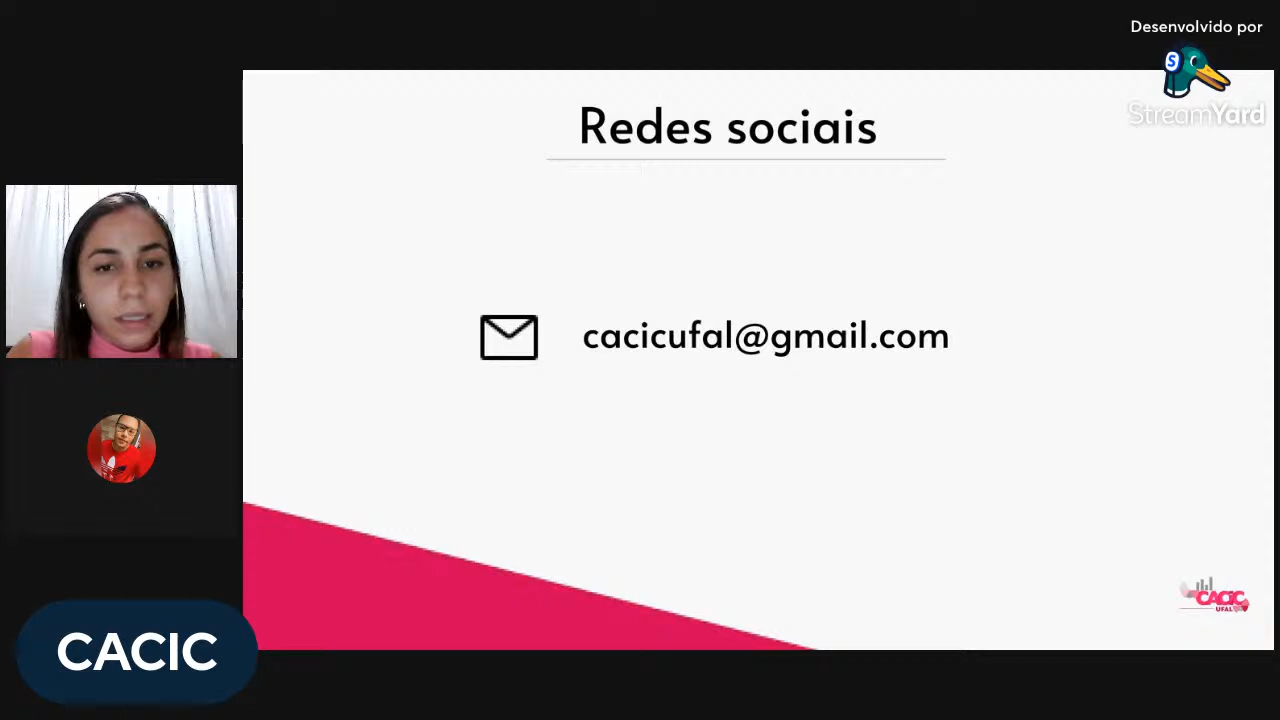 Desenvolvido por
S
StreamYard
Redes sociais
cacicufal@gmail.com
CACIC
UFAL
CACIC